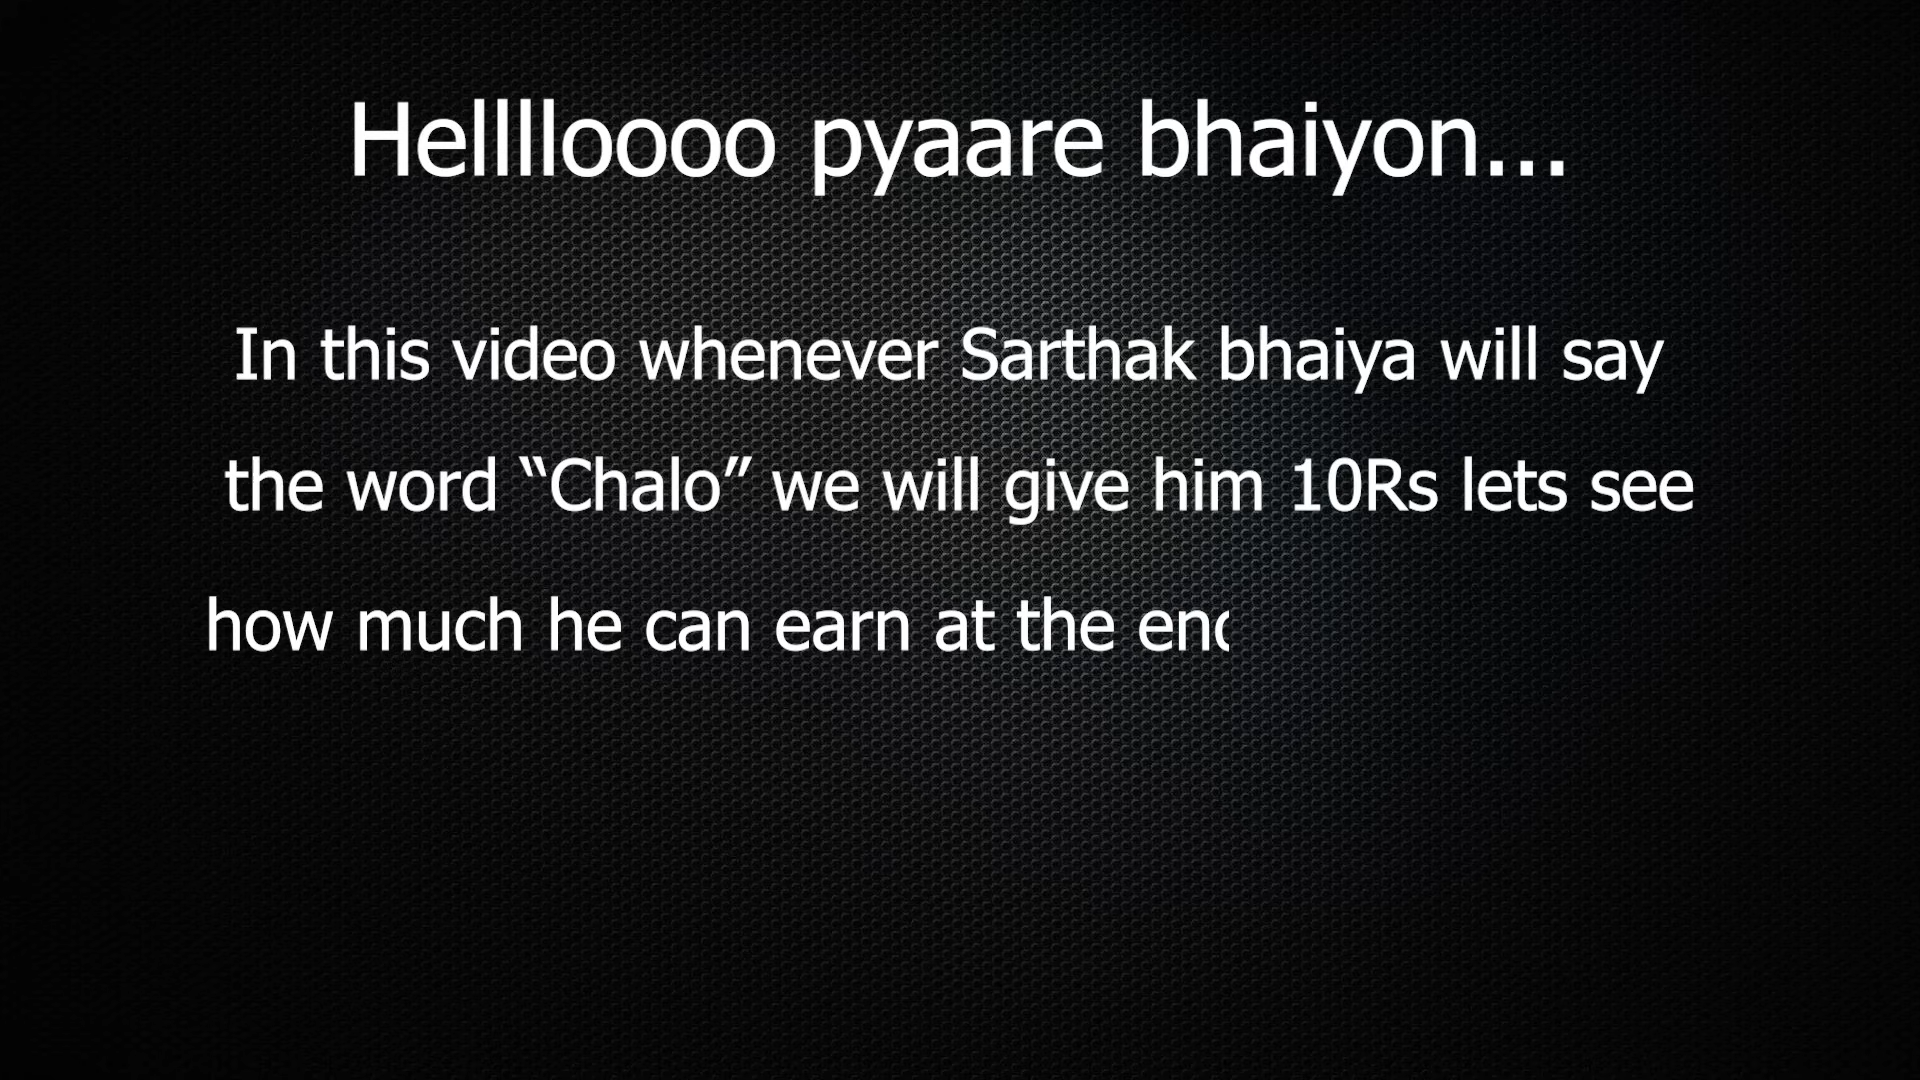 Helllloooo pyaare bhaiyon...
In this video whenever Sarthak bhaiya will say
the word “Chalo” we will give him 10Rs lets see
how much he can earn at the